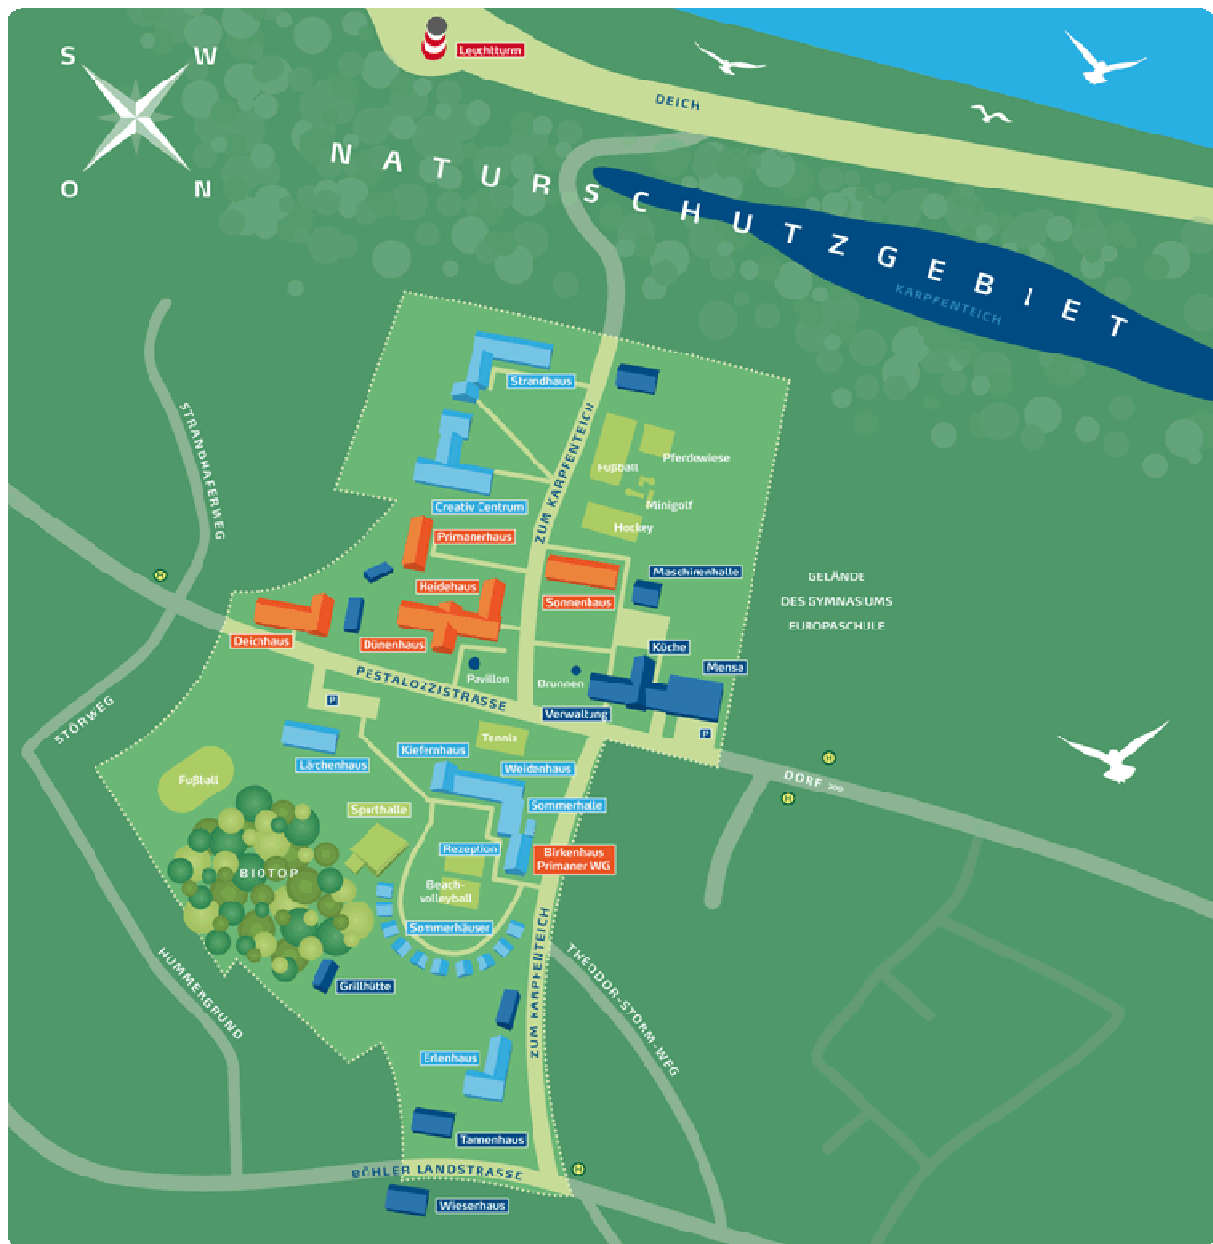 S
W
O
N
Leuchtturm
DEICH
NATURSCHUTZGEBIET
KARPFENTEICH
Strandhaus
STRANDHAFERWEG
ZUM KARPFENTEICH
Fußball
Pferdewiese
Minigolf
Hockey
Creativ Centrum
Primanerhaus
Heidehaus
Sonnenhaus
Maschinenhalle
GELÄNDE
DES GYMNASIUMS
EUROPASCHULE
H
Deichhaus
Dünenhaus
Küche
Mensa
Pavillon
Brunnen
Verwaltung
PESTALOZZISTRASSE
P
P
STÖRWEG
Tennis
Kiefernhaus
Lärchenhaus
Weidenhaus
H
DORF
H
Fußball
Sporthalle
Sommerhalle
Rezeption
Birkenhaus
Primaner WG
BIOTOP
Beach-
volleyball
Sommerhäuser
HUMMERGRUND
Grillhütte
ZUM KARPFENTEICH
THEODOR-STORM-WEG
Erlenhaus
Tannenhaus
BÖHLER LANDSTRASSE
H
Wiesenhaus